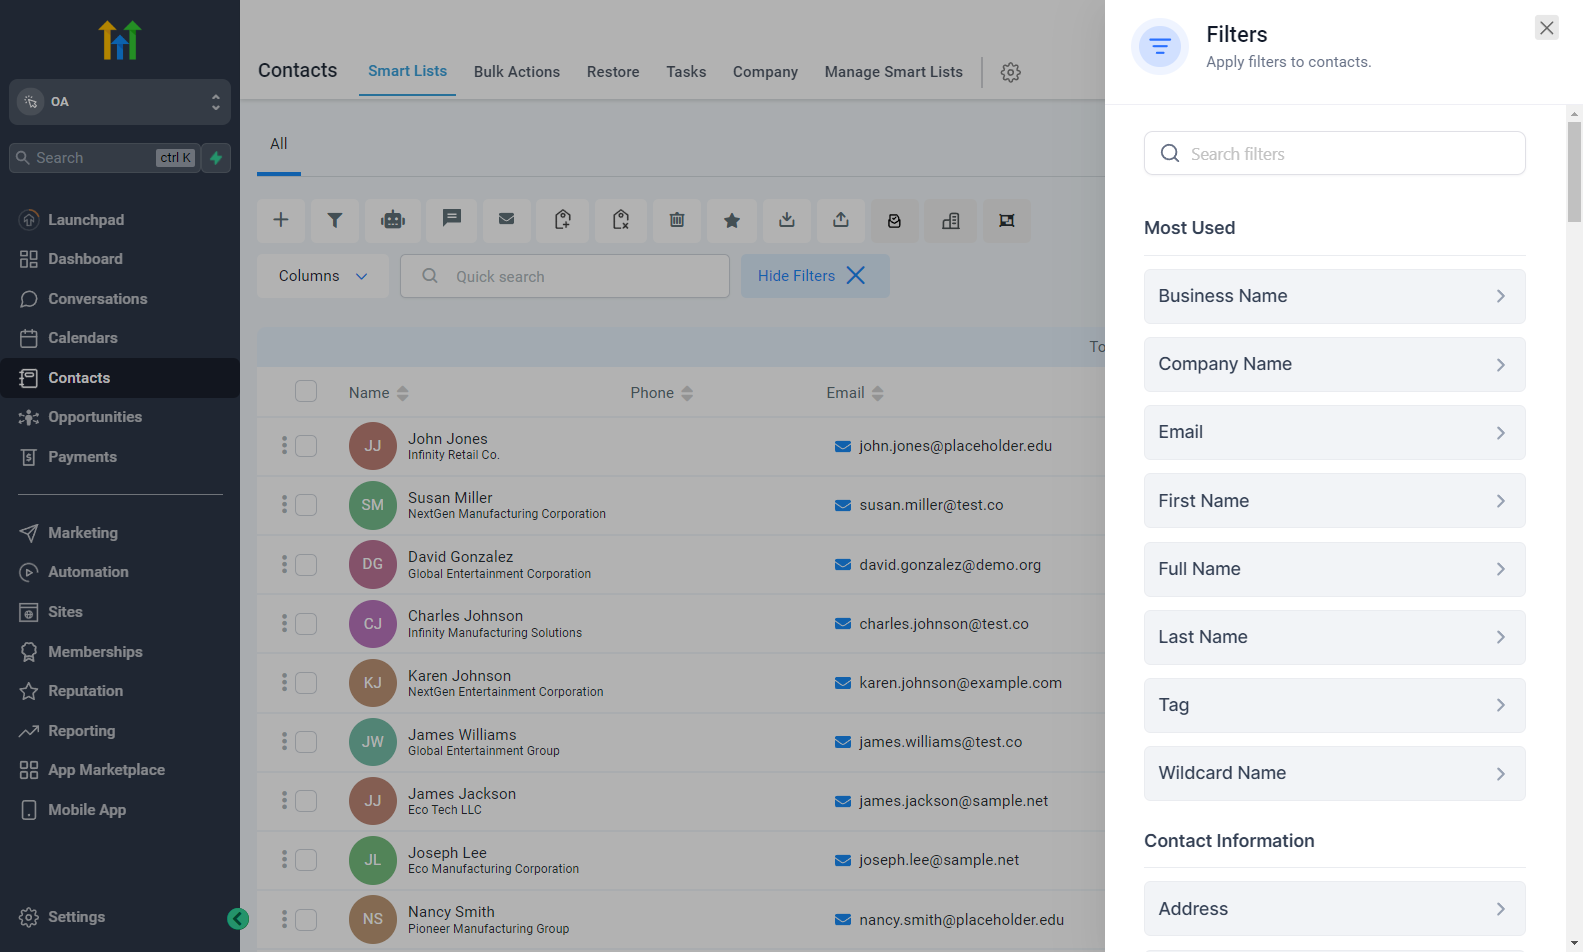 OA
Search
ctrl K
Launchpad
Dashboard
Conversations
Calendars
Contacts
Opportunities
Payments
Marketing
Automation
Sites
Memberships
Reputation
Reporting
App Marketplace
Mobile App
Settings
Contacts
Smart Lists
Bulk Actions
Restore
Tasks
Company
Manage Smart Lists
All
Columns
Quick search
Hide Filters
To
Name
Phone
Email
JJ
John Jones
Infinity Retail Co.
john.jones@placeholder.edu
SM
Susan Miller
NextGen Manufacturing Corporation
susan.miller@test.co
DG
David Gonzalez
Global Entertainment Corporation
david.gonzalez@demo.org
CJ
Charles Johnson
Infinity Manufacturing Solutions
charles.johnson@test.co
KJ
Karen Johnson
NextGen Entertainment Corporation
karen.johnson@example.com
JW
James Williams
Global Entertainment Group
james.williams@test.co
JJ
James Jackson
Eco Tech LLC
james.jackson@sample.net
JL
Joseph Lee
Eco Manufacturing Corporation
joseph.lee@sample.net
NS
Nancy Smith
Pioneer Manufacturing Group
nancy.smith@placeholder.edu
Filters
Apply filters to contacts.
Search filters
Most Used
Business Name
Company Name
Email
First Name
Full Name
Last Name
Tag
Wildcard Name
Contact Information
Address